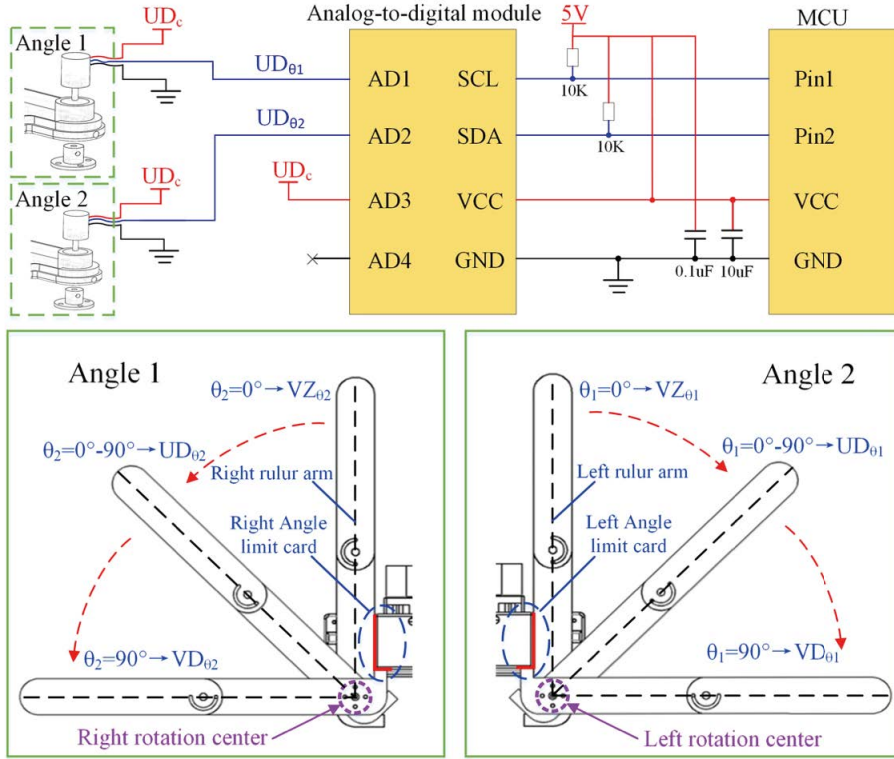 Analog-to-digital module
5V
MCU
Angle 1
UDc
UDθ1
AD1
SCL
10K
Pin1
UDθ2
AD2
SDA
10K
Pin2
Angle 2
UDc
UDc
AD3
VCC
VCC
AD4
GND
0.1uF
10uF
GND
Angle 1
θ2=0°→VZθ2
θ2=0°-90°→UDθ2
Right rulur arm
Right Angle
limit card
θ2=90°→VDθ2
Right rotation center
Angle 2
θ1=0°→VZθ1
θ1=0°-90°→UDθ1
Left rulur arm
Left Angle
limit card
θ1=90°→VDθ1
Left rotation center